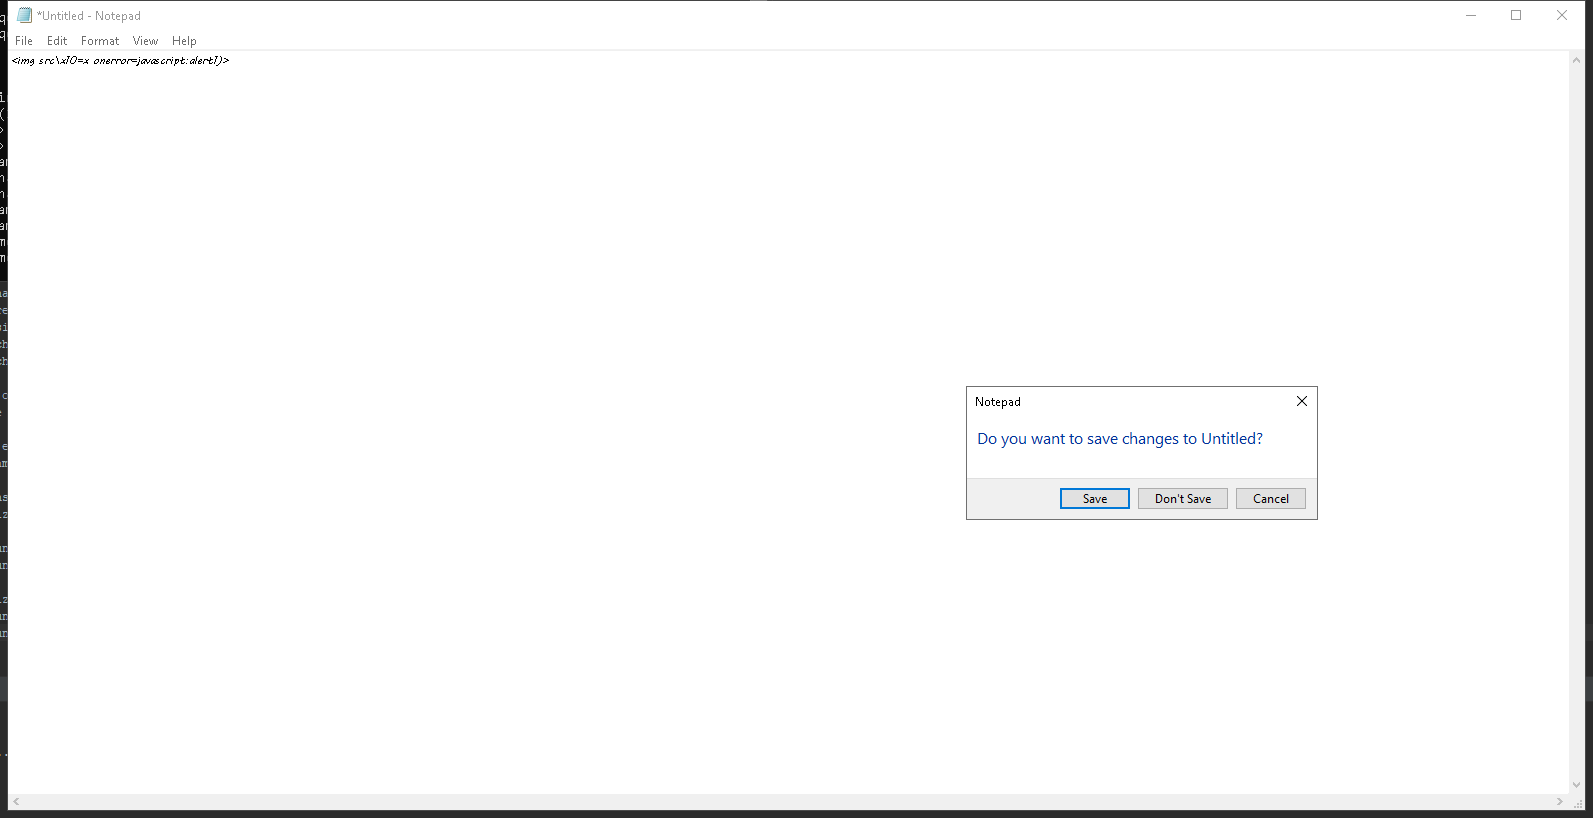 *Untitled - Notepad
File Edit Format View Help
<img src\x10=x onerror=javascript:alert1)>
Notepad
Do you want to save changes to Untitled?
Save Don't Save Cancel